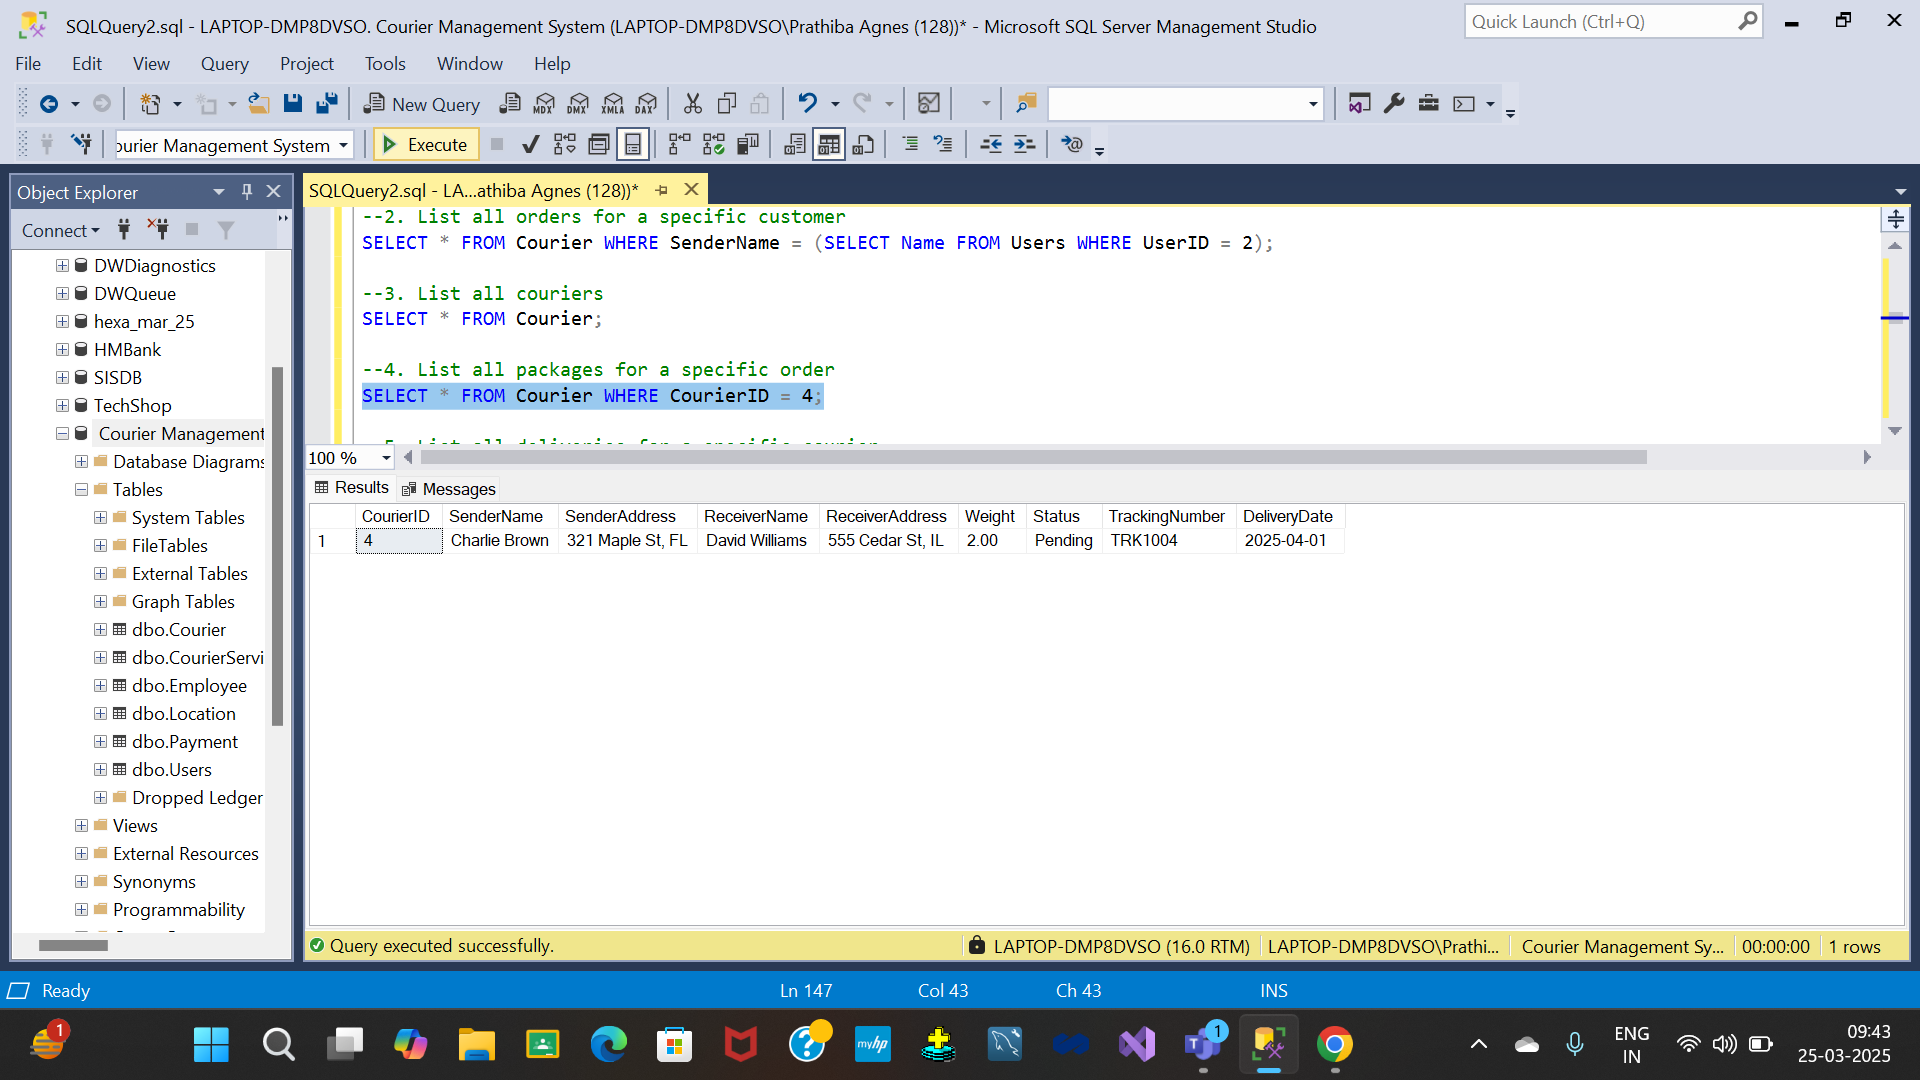 SQLQuery2.sql - LAPTOP-DMP8DVSO. Courier Management System (LAPTOP-DMP8DVSO\Prathiba Agnes (128))* - Microsoft SQL Server Management Studio
Quick Launch (Ctrl+Q)
File Edit View Query Project Tools Window Help
New Query MDX DMX XMLA DAX
ourier Management System Execute
Object Explorer
SQLQuery2.sql - LA...athiba Agnes (128))*
Connect
DWDiagnostics
DWQueue
hexa_mar_25
HMBank
SISDB
TechShop
Courier Management
Database Diagrams
Tables
System Tables
FileTables
External Tables
Graph Tables
dbo.Courier
dbo.CourierServi
dbo.Employee
dbo.Location
dbo.Payment
dbo.Users
Dropped Ledger
Views
External Resources
Synonyms
Programmability
--2. List all orders for a specific customer
SELECT * FROM Courier WHERE SenderName = (SELECT Name FROM Users WHERE UserID = 2);
--3. List all couriers
SELECT * FROM Courier;
--4. List all packages for a specific order
SELECT * FROM Courier WHERE CourierID = 4;
100 %
Results Messages
CourierID SenderName SenderAddress ReceiverName ReceiverAddress Weight Status TrackingNumber DeliveryDate
1 4 Charlie Brown 321 Maple St, FL David Williams 555 Cedar St, IL 2.00 Pending TRK1004 2025-04-01
Query executed successfully. LAPTOP-DMP8DVSO (16.0 RTM) LAPTOP-DMP8DVSO\Prathi... Courier Management Sy... 00:00:00 1 rows
Ready Ln 147 Col 43 Ch 43 INS
1
myhp
1
ENG
IN
09:43
25-03-2025